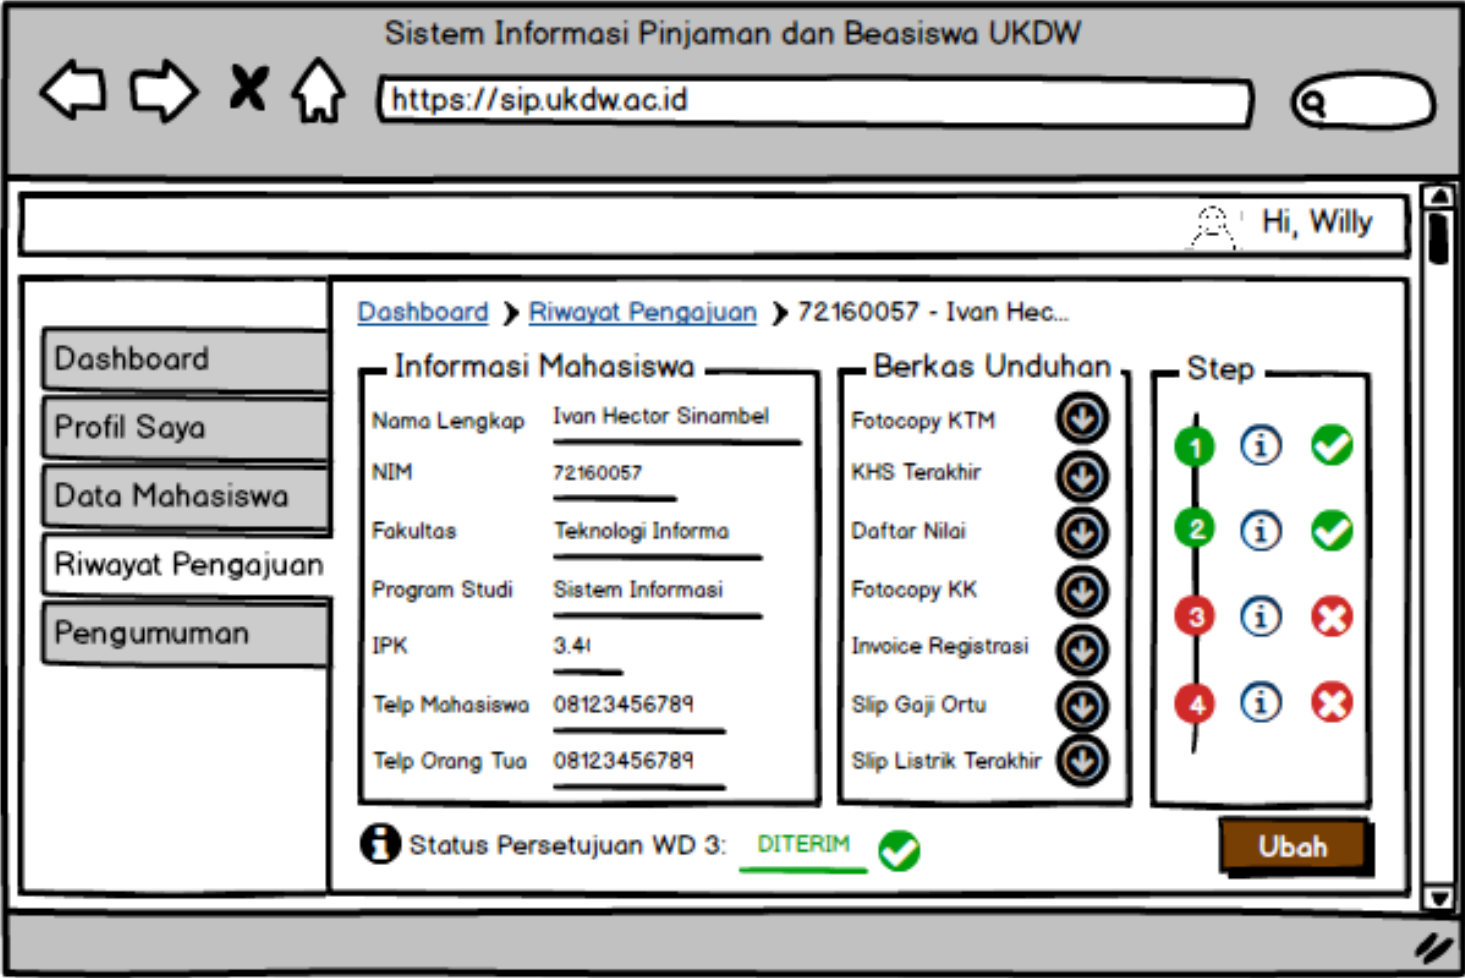 Sistem Informasi Pinjaman dan Beasiswa UKDW
https://sip.ukdw.ac.id
Hi, Willy
Dashboard
Profil Saya
Data Mahasiswa
Riwayat Pengajuan
Pengumuman
Dashboard > Riwayat Pengajuan > 72160057 - Ivan Hec...
Informasi Mahasiswa
Nama Lengkap Ivan Hector Sinambel
NIM 72160057
Fakultas Teknologi Informa
Program Studi Sistem Informasi
IPK
Telp Mahasiswa 08123456789
Telp Orang Tua 08123456789
Berkas Unduhan
Fotocopy KTM
KHS Terakhir
Daftar Nilai
Fotocopy KK
Invoice Registrasi
Slip Gaji Ortu
Slip Listrik Terakhir
Step
1
2
3
4
Status Persetujuan WD 3: DITERIM
Ubah